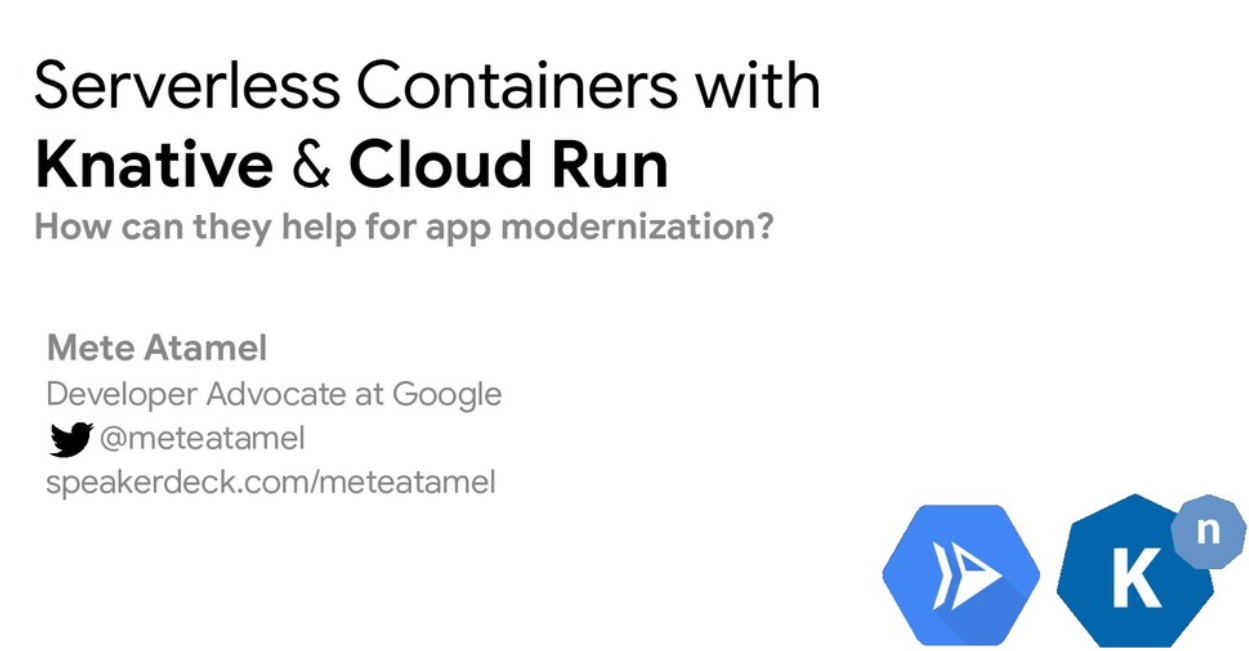 Serverless Containers with
Knative & Cloud Run
How can they help for app modernization?
Mete Atamel
Developer Advocate at Google
@meteatamel
speakerdeck.com/meteatamel
K
n